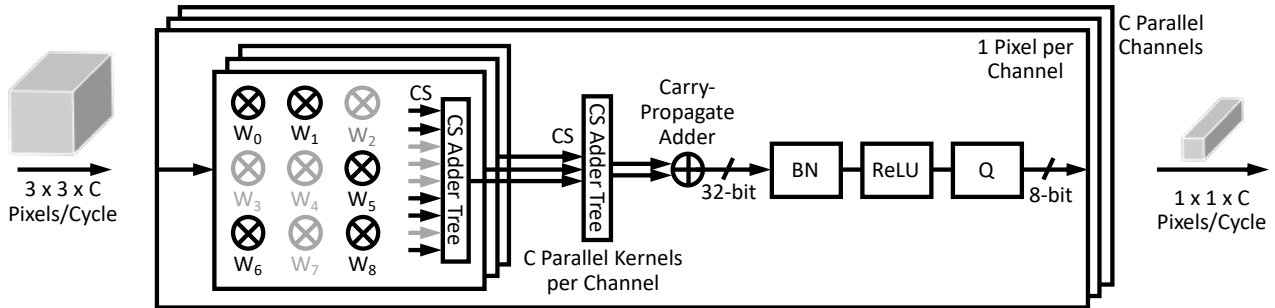 C Parallel
Channels
1 Pixel per
Channel
3 x 3 x C
Pixels/Cycle
W0 W1 W2
W3 W4 W5
W6 W7 W8
CS
CS Adder Tree
CS
CS Adder Tree
C Parallel Kernels
per Channel
Carry-
Propagate
Adder
32-bit
BN
ReLU
Q
8-bit
1 x 1 x C
Pixels/Cycle